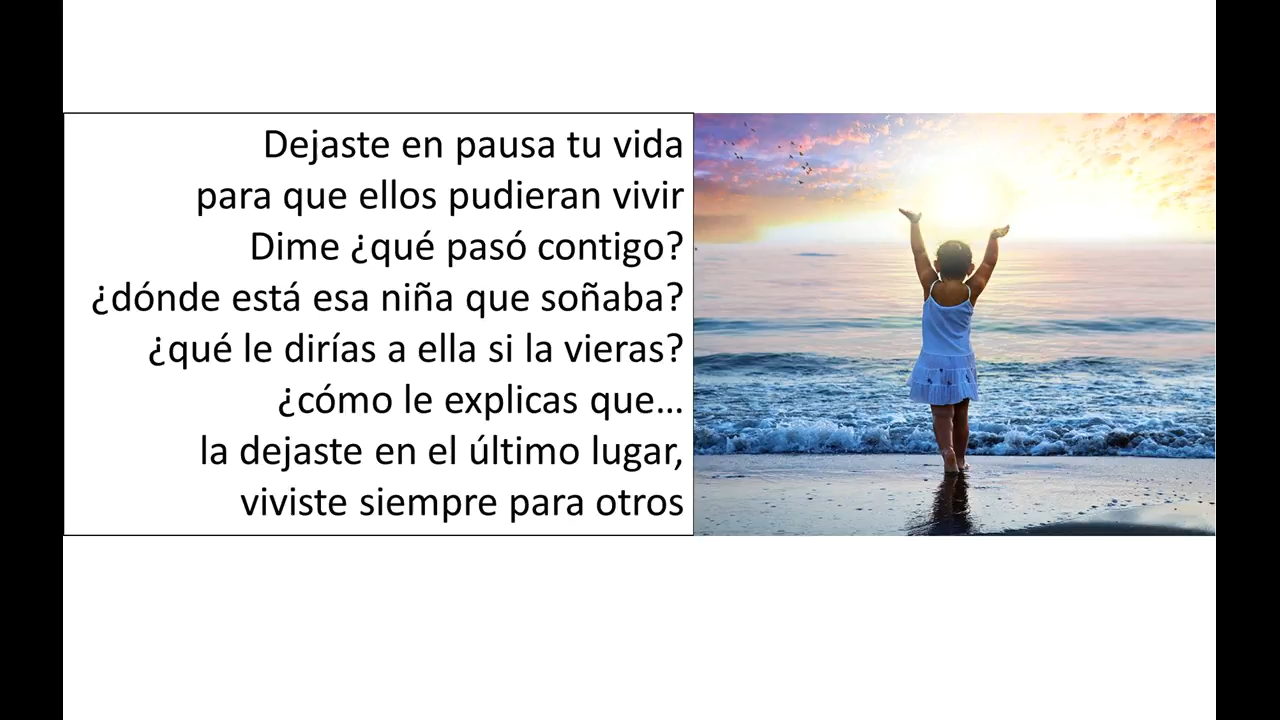 Dejaste en pausa tu vida
para que ellos pudieran vivir
Dime ¿qué pasó contigo?
¿dónde está esa niña que soñaba?
¿qué le dirías a ella si la vieras?
¿cómo le explicas que...
la dejaste en el último lugar,
viviste siempre para otros